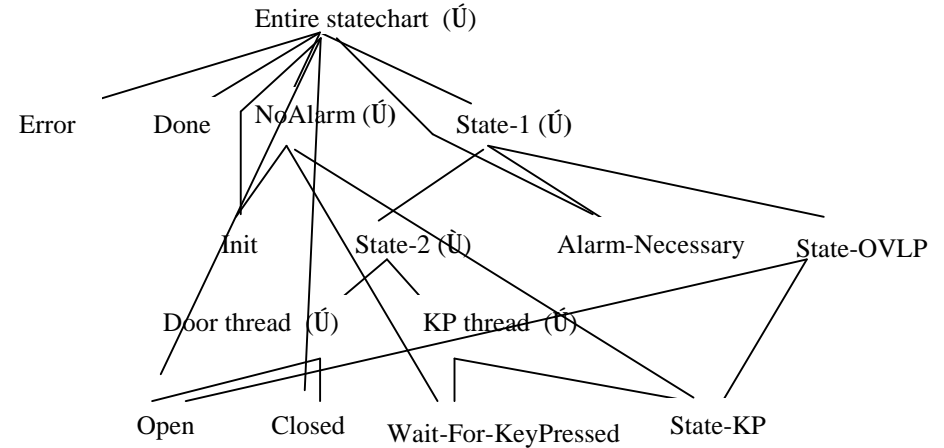 Entire statechart (Ú)
Error
Done
NoAlarm (Ú)
State-1 (Ú)
Init
State-2 (Ù)
Alarm-Necessary
State-OVLP
Door thread (Ú)
KP thread (Ú)
Open
Closed
Wait-For-KeyPressed
State-KP